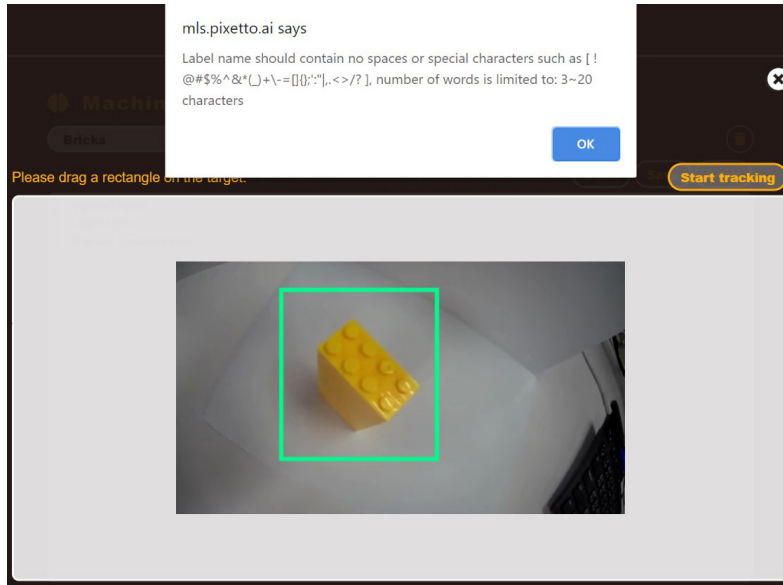 mls.pixetto.ai says
Label name should contain no spaces or special characters such as [ !
@#$%^&*(_)+\-=[]{};':"|,.<>/? ], number of words is limited to: 3~20
characters
OK
Machin
Bricks
Please drag a rectangle on the target.
Start tracking